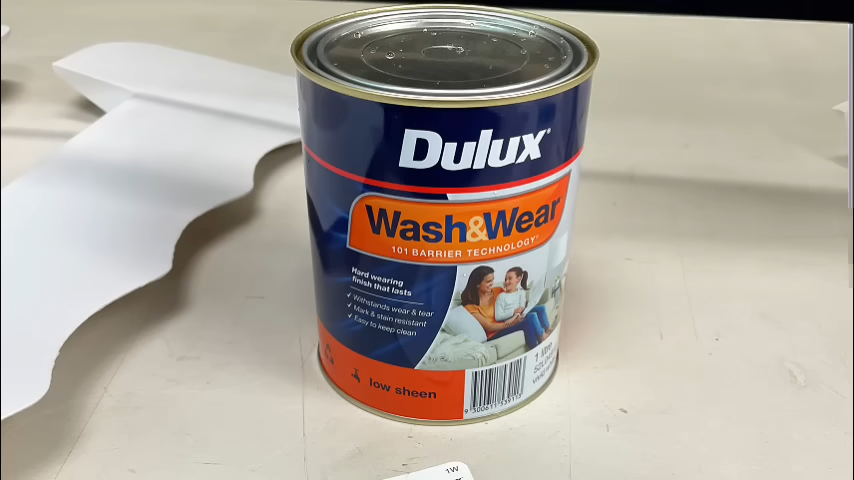 Dulux®
Wash&Wear
101 BARRIER TECHNOLOGY
Hard wearing
finish that lasts
✓ Withstands wear & tear
✓ Mark & stain resistant
✓ Easy to keep clean
low sheen
1 litre
1W